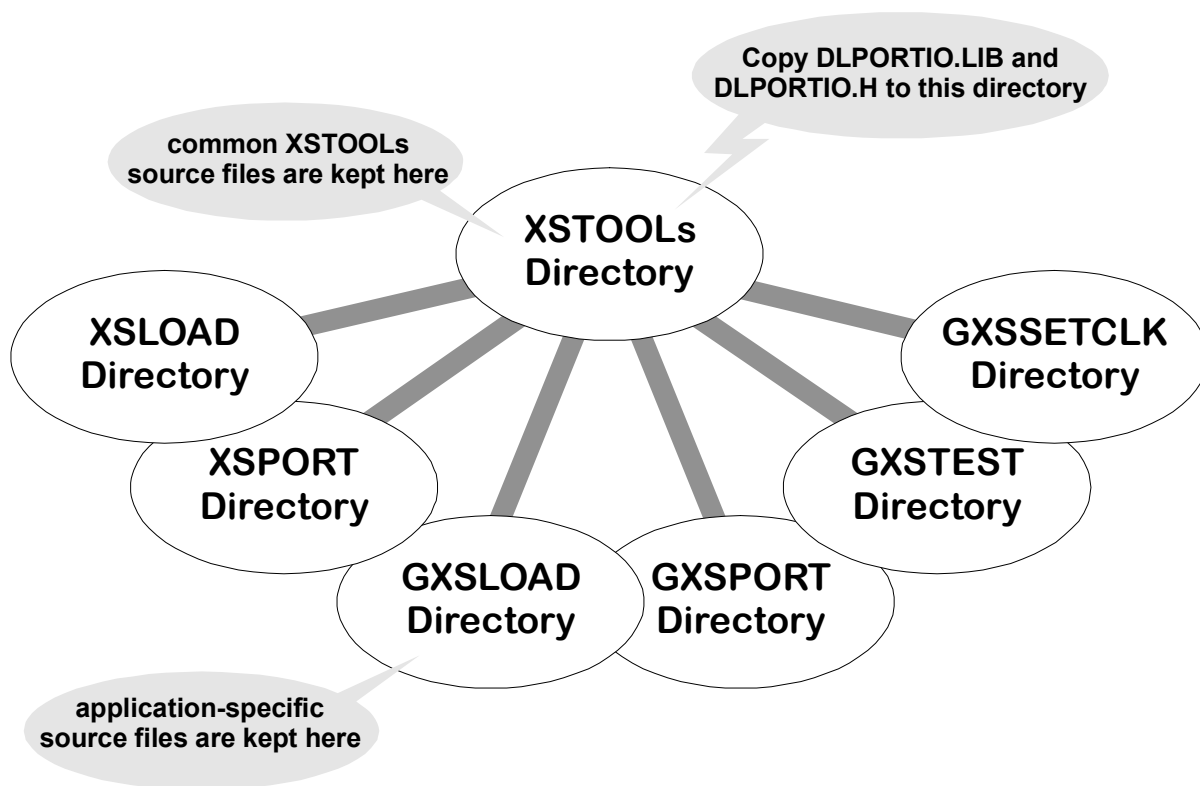 Copy DLPORTIO.LIB and
DLPORTIO.H to this directory
common XSTOOLs
source files are kept here
XSTOOLs
Directory
XSLOAD
Directory
GXSSETCLK
Directory
XSPORT
Directory
GXSTEST
Directory
GXSLOAD
Directory
GXSPORT
Directory
application-specific
source files are kept here